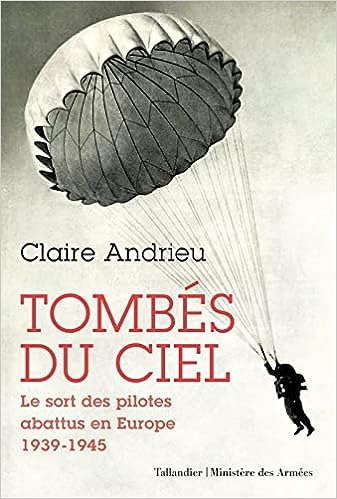 Claire Andrieu
TOMBÉS
DU CIEL
Le sort des pilotes
abattus en Europe
1939-1945
Tallandier | Ministère des Armées